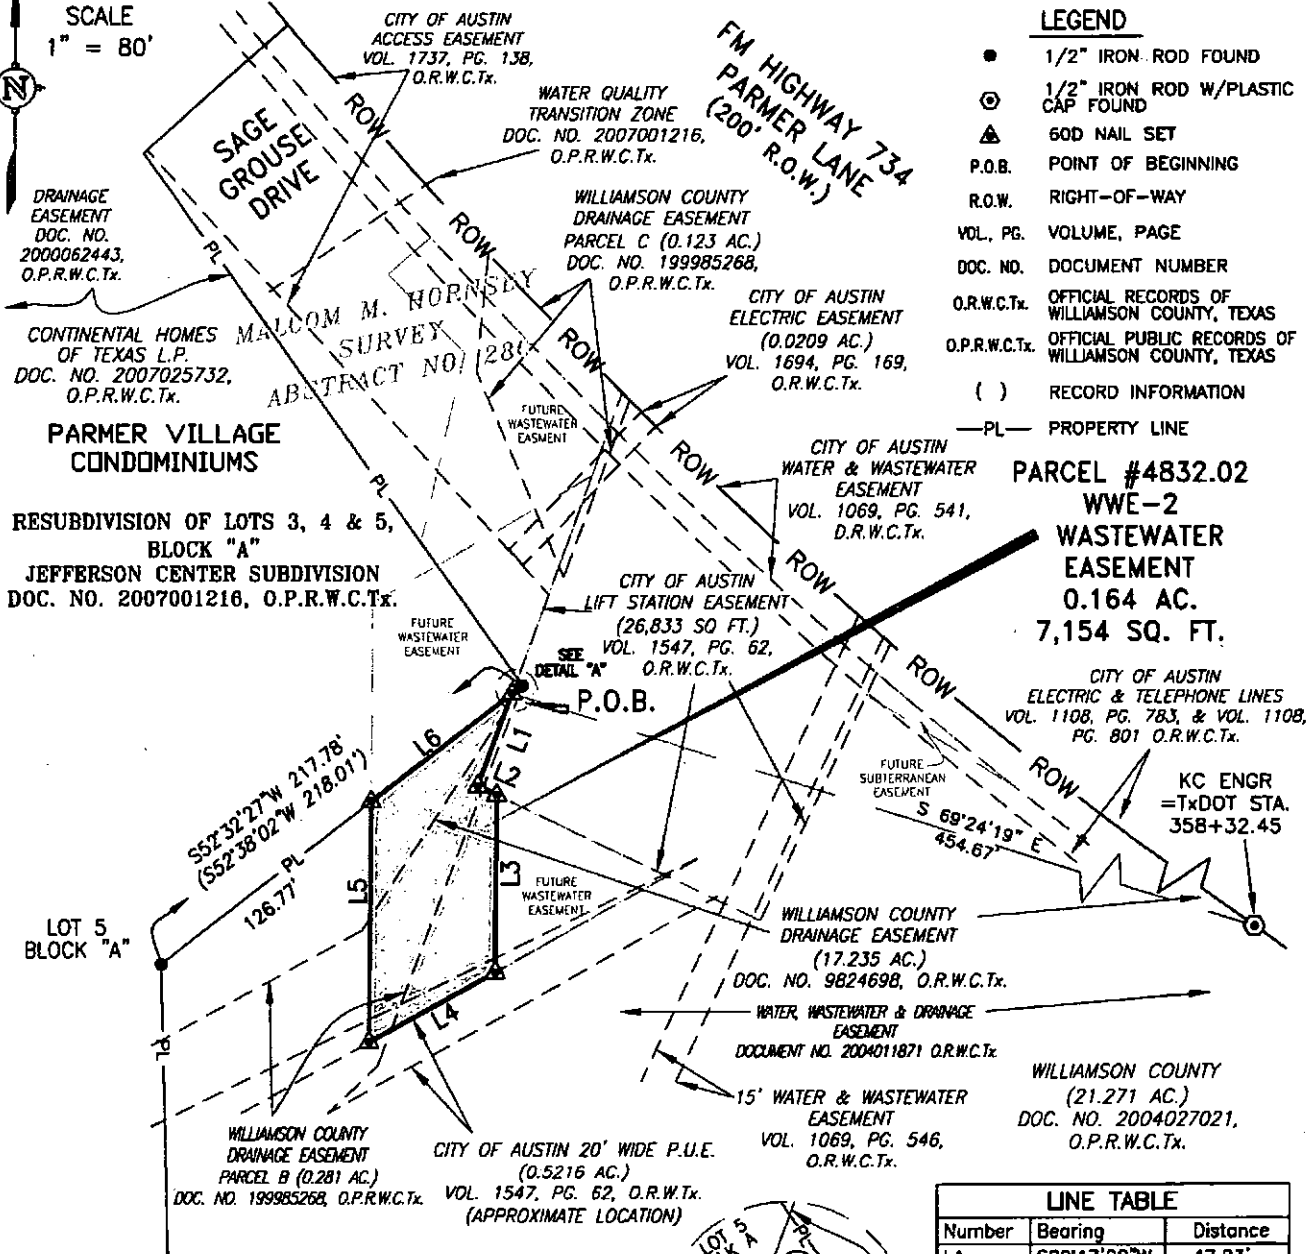 SCALE
1" = 80'
N
CITY OF AUSTIN
ACCESS EASEMENT
VOL. 1737, PG. 138,
O.R.W.C.Tx.
WATER QUALITY
TRANSITION ZONE
DOC. NO. 2007001216,
O.P.R.W.C.Tx.
FM HIGHWAY 734
PARMER LANE
(200' R.O.W.)
LEGEND
1/2" IRON ROD FOUND
1/2" IRON ROD W/PLASTIC
CAP FOUND
60D NAIL SET
P.O.B. POINT OF BEGINNING
R.O.W. RIGHT-OF-WAY
VOL, PG. VOLUME, PAGE
DOC. NO. DOCUMENT NUMBER
O.R.W.C.Tx. OFFICIAL RECORDS OF
WILLIAMSON COUNTY, TEXAS
O.P.R.W.C.Tx. OFFICIAL PUBLIC RECORDS OF
WILLIAMSON COUNTY, TEXAS
( ) RECORD INFORMATION
—PL— PROPERTY LINE
SAGE
GROUSE
DRIVE
ROW
ROW
ROW
ROW
ROW
ROW
ROW
DRAINAGE
EASEMENT
DOC. NO.
2000062443,
O.P.R.W.C.Tx.
PL
WILLIAMSON COUNTY
DRAINAGE EASEMENT
PARCEL C (0.123 AC.)
DOC. NO. 199985268,
O.P.R.W.C.Tx.
CITY OF AUSTIN
ELECTRIC EASEMENT
(0.0209 AC.)
VOL. 1694, PG. 169,
O.R.W.C.Tx.
CONTINENTAL HOMES
OF TEXAS L.P.
DOC. NO. 2007025732,
O.P.R.W.C.Tx.
MALCOM M. HORNSEY
SURVEY
ABSTRACT NO. 280
PARMER VILLAGE
CONDOMINIUMS
FUTURE
WASTEWATER
EASMENT
PL
CITY OF AUSTIN
WATER & WASTEWATER
EASEMENT
VOL. 1069, PG. 541,
D.R.W.C.Tx.
PARCEL #4832.02
WWE-2
WASTEWATER
EASEMENT
0.164 AC.
7,154 SQ. FT.
RESUBDIVISION OF LOTS 3, 4 & 5,
BLOCK "A"
JEFFERSON CENTER SUBDIVISION
DOC. NO. 2007001216, O.P.R.W.C.Tx.
CITY OF AUSTIN
LIFT STATION EASEMENT
(26,833 SQ FT.)
VOL. 1547, PG. 62,
O.R.W.C.Tx.
FUTURE
WASTEWATER
EASEMENT
SEE
DETAIL "A"
P.O.B.
CITY OF AUSTIN
ELECTRIC & TELEPHONE LINES
VOL. 1108, PG. 783, & VOL. 1108,
PG. 801 O.R.W.C.Tx.
FUTURE
SUBTERRANEAN
EASEMENT
KC ENGR
=TxDOT STA.
358+32.45
S 69°24'19" E
454.67'
L6
L1
L2
L3
L5
L4
S52°32'27"W 217.78'
(S52°38'02"W 218.01')
PL
126.77'
LOT 5
BLOCK "A"
PL
FUTURE
WASTEWATER
EASEMENT
WILLIAMSON COUNTY
DRAINAGE EASEMENT
(17.235 AC.)
DOC. NO. 9824698, O.R.W.C.Tx.
WATER, WASTEWATER & DRAINAGE
EASEMENT
DOCUMENT NO. 2004011871 O.R.W.C.Tx
WILLIAMSON COUNTY
(21.271 AC.)
DOC. NO. 2004027021,
O.P.R.W.C.Tx.
15' WATER & WASTEWATER
EASEMENT
VOL. 1069, PG. 546,
O.R.W.C.Tx.
WILLIAMSON COUNTY
DRAINAGE EASEMENT
PARCEL B (0.281 AC.)
DOC. NO. 199985268, O.P.R.W.C.Tx.
CITY OF AUSTIN 20' WIDE P.U.E.
(0.5216 AC.)
VOL. 1547, PG. 62, O.R.W.Tx.
(APPROXIMATE LOCATION)
LOT 5
PL
LINE TABLE
Number Bearing Distance